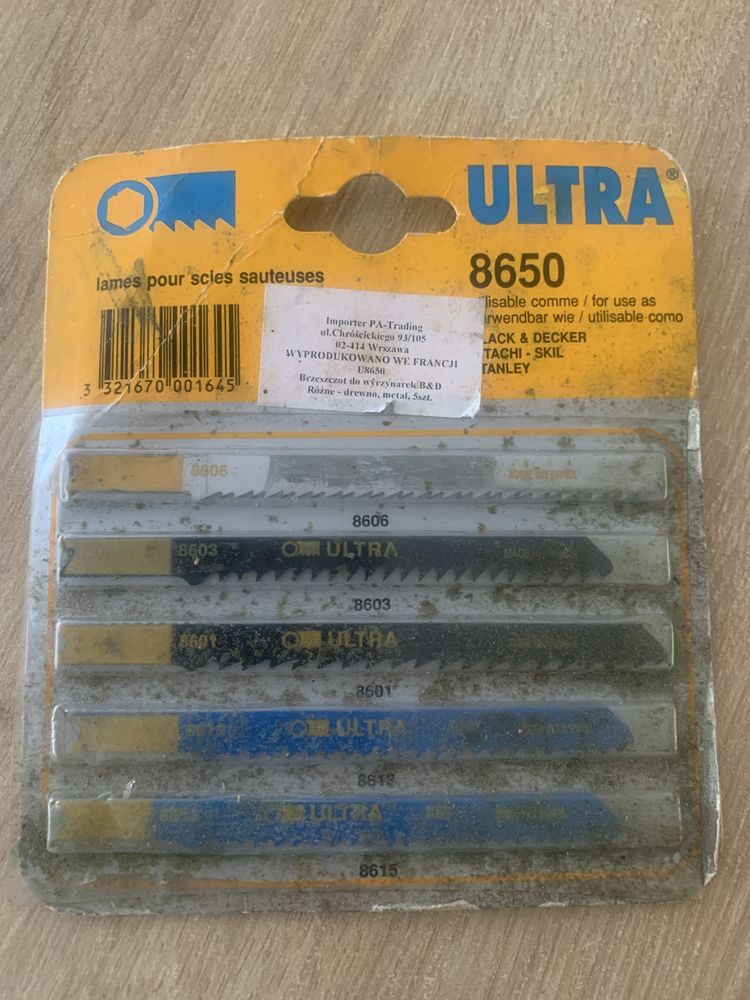 ULTRA®
8650
lames pour scies sauteuses
ilisable comme / for use as
rwendbar wie / utilisable como
LACK & DECKER
TACHI - SKIL
TANLEY
3 321670 001645
Importer PA-Trading
ul.Chróścickiego 93/105
02-414 Warszawa
WYPRODUKOWANO WE FRANCJI
U8650
Brzeszczot do wyrzynarek B&D
Różne - drewno, metal, 5szt.
8606
8606
8603 ULTRA MADE
8603
8601 ULTRA
8601
ULTRA
8618
ULTRA
8615